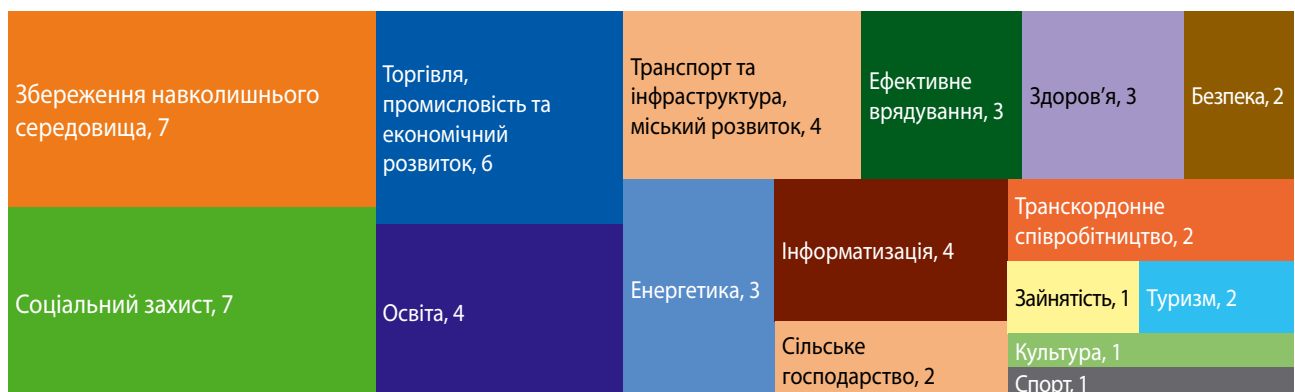 Збереження навколишнього
середовища, 7
Соціальний захист, 7
Торгівля,
промисловість та
економічний
розвиток, 6
Освіта, 4
Транспорт та
інфраструктура,
міський розвиток, 4
Ефективне
врядування, 3
Здоров’я, 3
Безпека, 2
Енергетика, 3
Інформатизація, 4
Сільське
господарство, 2
Транскордонне
співробітництво, 2
Зайнятість, 1
Туризм, 2
Культура, 1
Спорт, 1